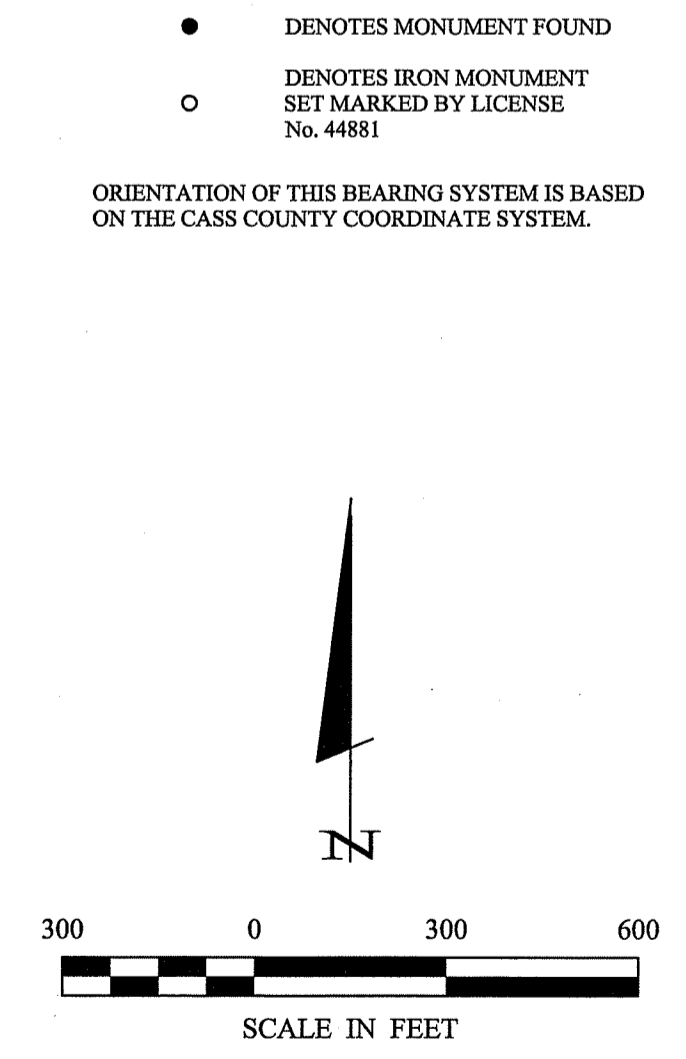 DENOTES MONUMENT FOUND
DENOTES IRON MONUMENT
SET MARKED BY LICENSE
No. 44881
ORIENTATION OF THIS BEARING SYSTEM IS BASED
ON THE CASS COUNTY COORDINATE SYSTEM.
N
300 0 300 600
SCALE IN FEET